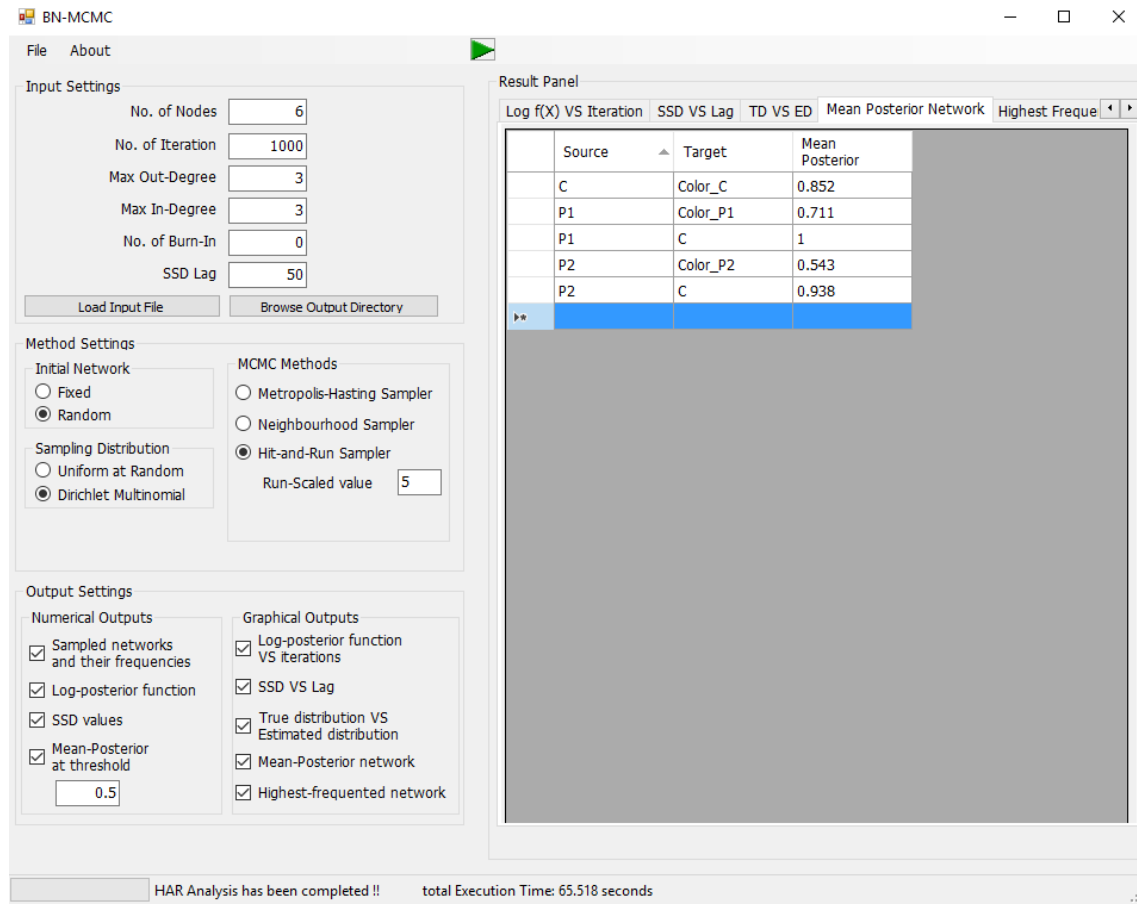 BN-MCMC
File About
Input Settings
No. of Nodes 6
No. of Iteration 1000
Max Out-Degree 3
Max In-Degree 3
No. of Burn-In 0
SSD Lag 50
Load Input File Browse Output Directory
Method Settings
Initial Network
Fixed
Random
Sampling Distribution
Uniform at Random
Dirichlet Multinomial
MCMC Methods
Metropolis-Hasting Sampler
Neighbourhood Sampler
Hit-and-Run Sampler
Run-Scaled value 5
Output Settings
Numerical Outputs
Sampled networks
and their frequencies
Log-posterior function
SSD values
Mean-Posterior
at threshold
0.5
Graphical Outputs
Log-posterior function
VS iterations
SSD VS Lag
True distribution VS
Estimated distribution
Mean-Posterior network
Highest-frequented network
Result Panel
Log f(X) VS Iteration SSD VS Lag TD VS ED Mean Posterior Network Highest Freque
Source Target Mean
Posterior
C Color_C 0.852
P1 Color_P1 0.711
P1 C 1
P2 Color_P2 0.543
P2 C 0.938
HAR Analysis has been completed !! total Execution Time: 65.518 seconds